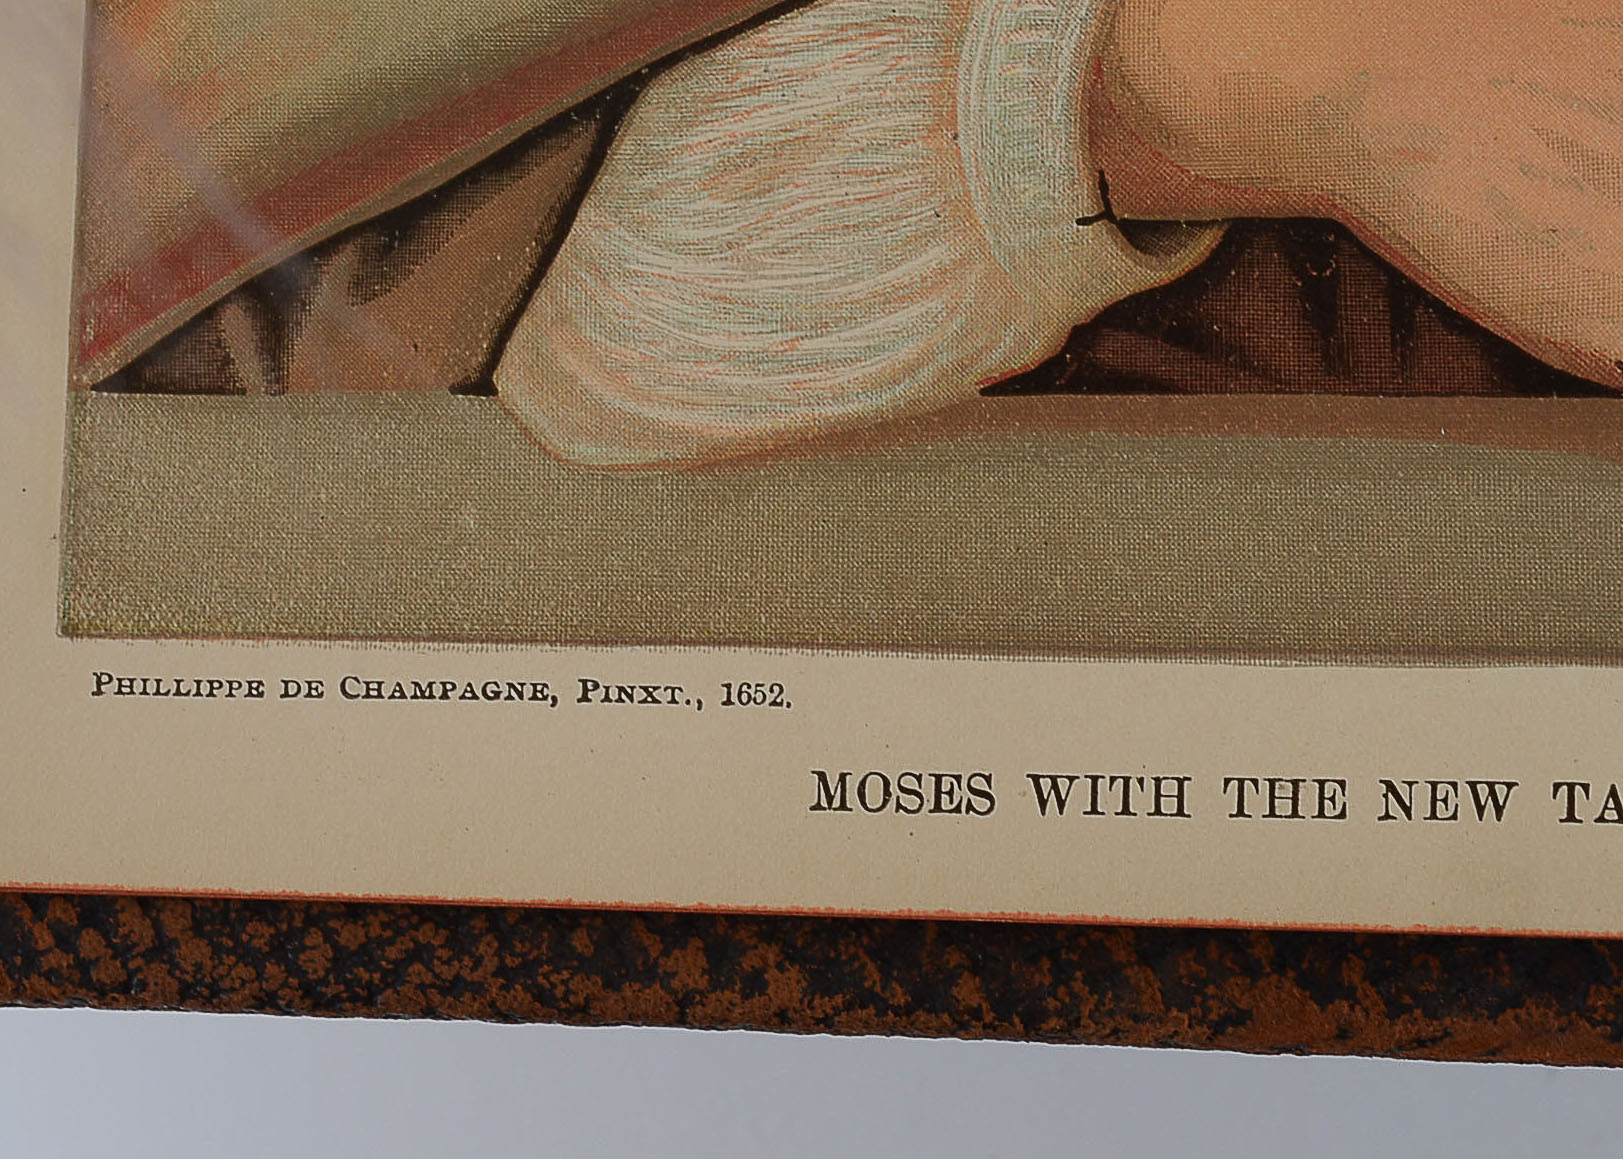 PHILLIPPE DE CHAMPAGNE, PINXT., 1652.
MOSES WITH THE NEW TA